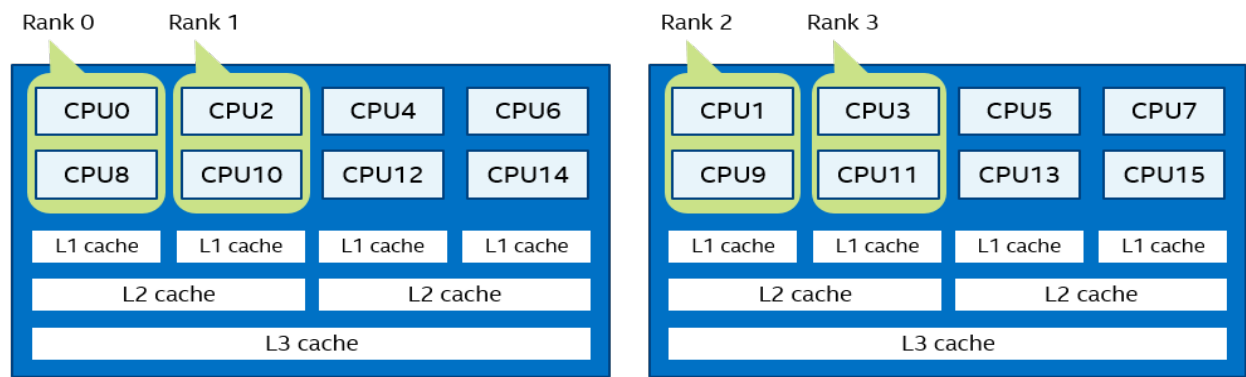 Rank 0 Rank 1 Rank 2 Rank 3
CPU0 CPU2 CPU4 CPU6 CPU1 CPU3 CPU5 CPU7
CPU8 CPU10 CPU12 CPU14 CPU9 CPU11 CPU13 CPU15
L1 cache L1 cache L1 cache L1 cache L1 cache L1 cache L1 cache L1 cache
L2 cache L2 cache L2 cache L2 cache
L3 cache L3 cache